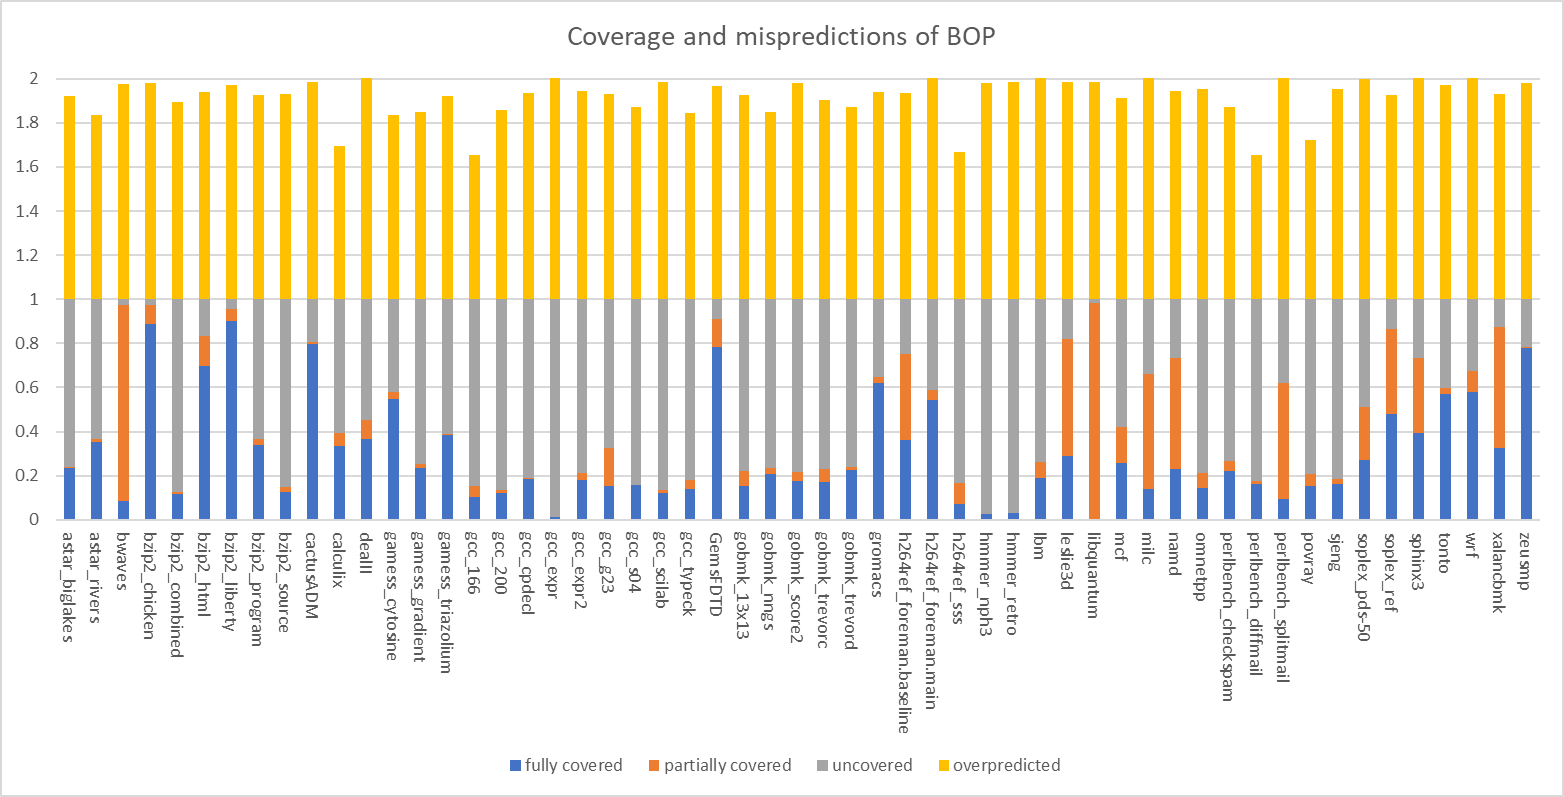 Coverage and mispredictions of BOP
2
1.8
1.6
1.4
1.2
1
0.8
0.6
0.4
0.2
0
astar_biglakes
astar_rivers
bwaves
bzip2_chicken
bzip2_combined
bzip2_html
bzip2_liberty
bzip2_program
bzip2_source
cactusADM
calculix
dealII
gamess_cytosine
gamess_gradient
gamess_triazolium
gcc_166
gcc_200
gcc_cpdecl
gcc_expr
gcc_expr2
gcc_g23
gcc_s04
gcc_scilab
gcc_typeck
GemsFDTD
gobmk_13x13
gobmk_nngs
gobmk_score2
gobmk_trevorc
gobmk_trevord
gromacs
h264ref_foreman.baseline
h264ref_foreman.main
h264ref_sss
hmmer_nph3
hmmer_retro
lbm
leslie3d
libquantum
mcf
milc
namd
omnetpp
perlbench_checkspam
perlbench_diffmail
perlbench_splitmail
povray
sjeng
soplex_pds-50
soplex_ref
sphinx3
tonto
wrf
xalancbmk
zeusmp
fully covered partially covered uncovered overpredicted